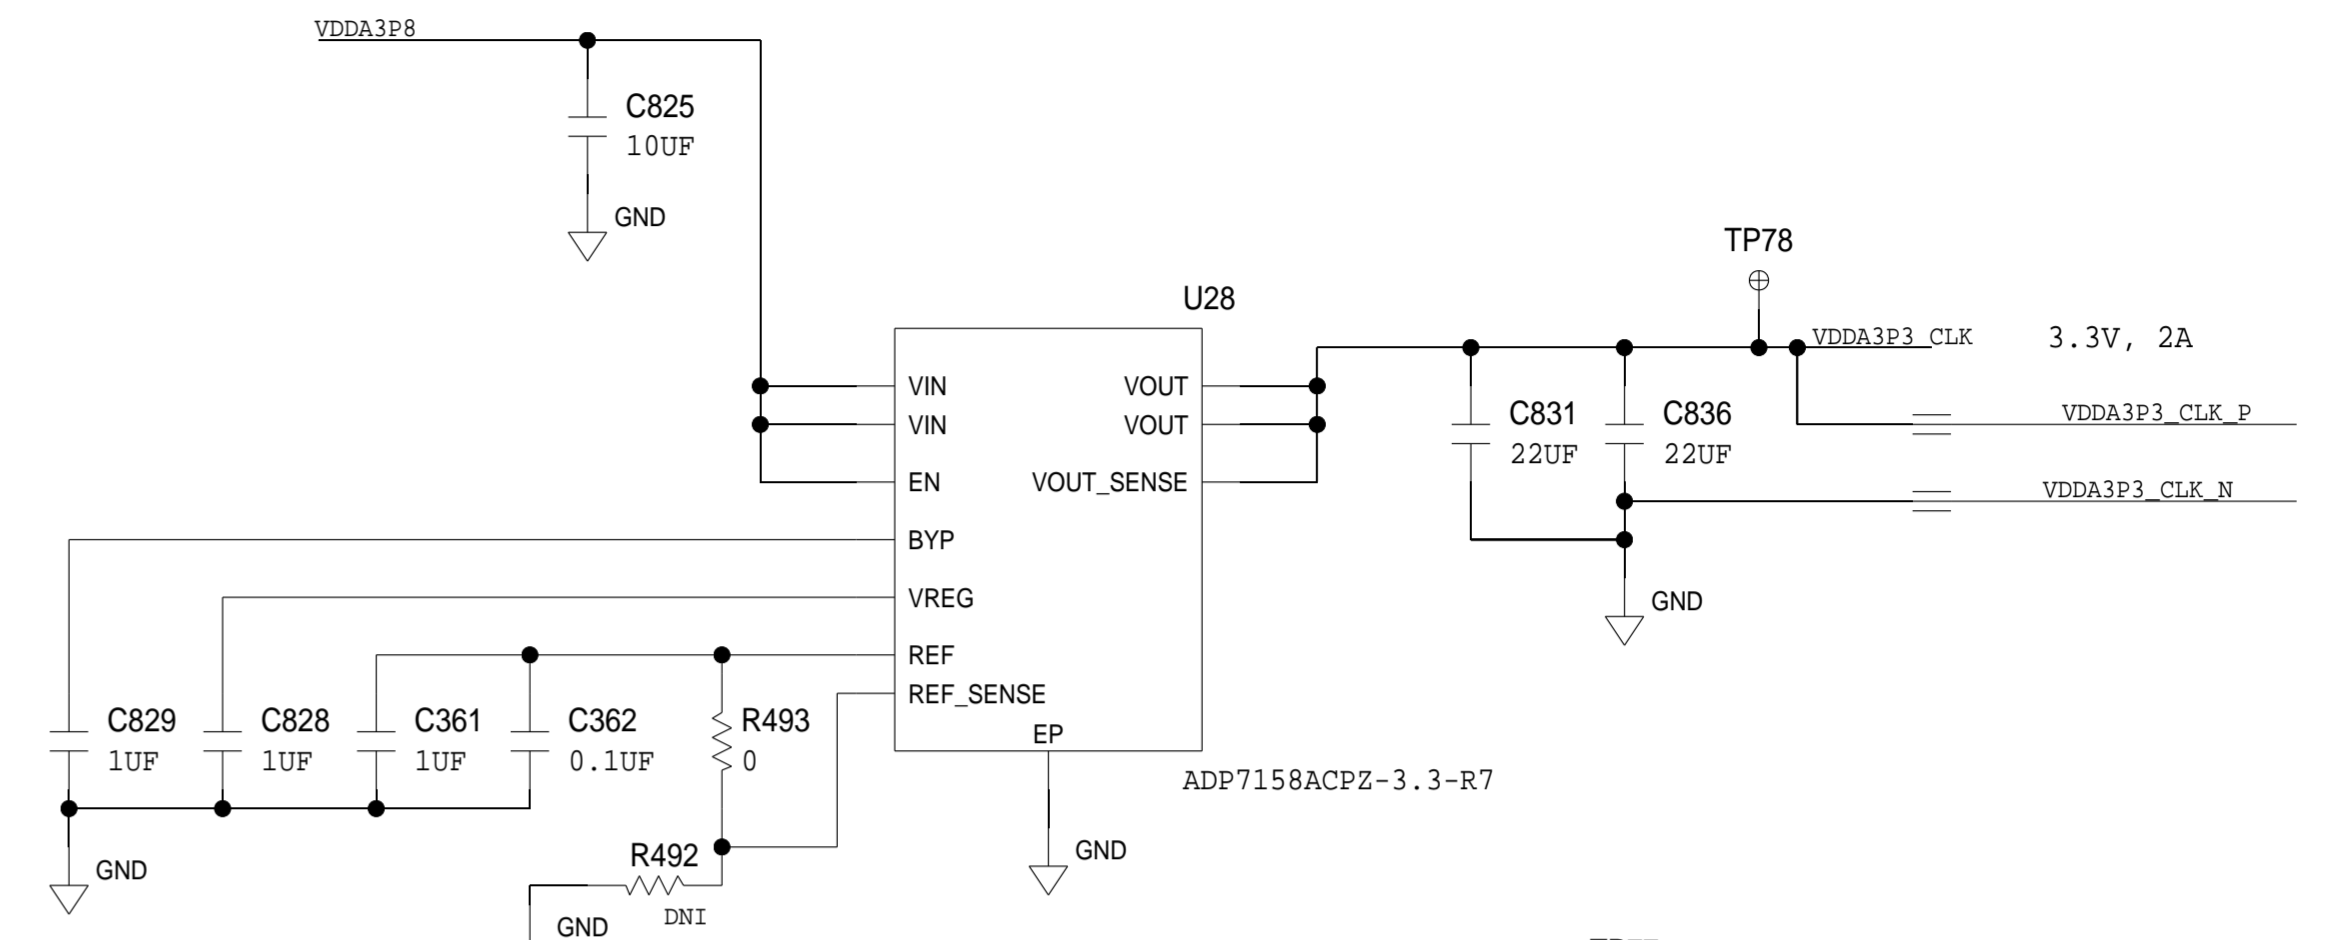 VDDA3P8
C825
10UF
GND
TP78
U28
VDDA3P3_CLK
3.3V, 2A
VIN
VOUT
VDDA3P3_CLK_P
C831
22UF
C836
22UF
VIN
VOUT
EN
VOUT_SENSE
VDDA3P3_CLK_N
BYP
VREG
GND
REF
REF_SENSE
C829
1UF
C828
1UF
C361
1UF
C362
0.1UF
R493
0
EP
ADP7158ACPZ-3.3-R7
GND
R492
DNI
GND
GND